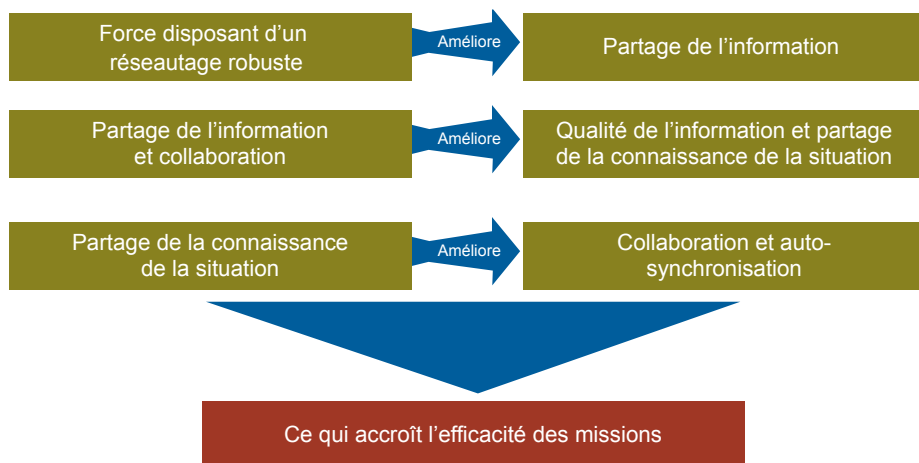 Force disposant d’un
réseautage robuste
Améliore
Partage de l’information
Partage de l’information
et collaboration
Améliore
Qualité de l’information et partage
de la connaissance de la situation
Partage de la connaissance
de la situation
Améliore
Collaboration et auto-
synchronisation
Ce qui accroît l’efficacité des missions